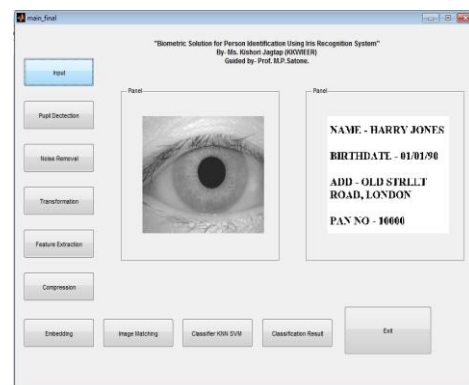 main_final
"Biometric Solution for Person Identification Using Iris Recognition System"
By- Ms. Kishori Jagtap (KKWIEER)
Guided by- Prof. M.P.Satone.
Input
Pupil Dectection
Noise Removal
Transformation
Feature Extraction
Compression
Panel
Panel
NAME - HARRY JONES
BIRTHDATE - 01/01/90
ADD - OLD STREET
ROAD, LONDON
PAN NO - 10000
Embedding
Image Matching
Classifier KNN SVM
Classification Result
Exit